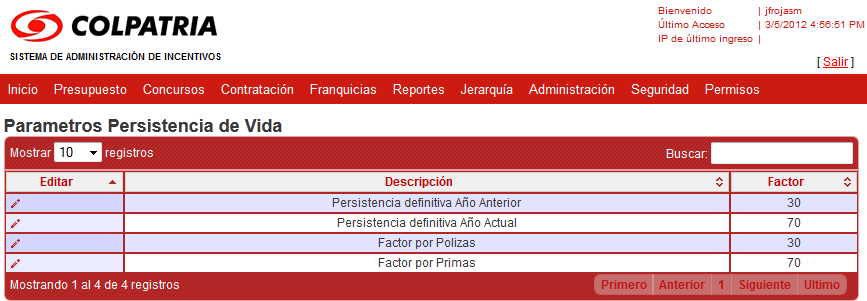 COLPATRIA
SISTEMA DE ADMINISTRACIÓN DE INCENTIVOS
Bienvenido | jfrojasm
Último Acceso | 3/5/2012 4:56:51 PM
IP de último ingreso |
[ Salir ]
Inicio Presupuesto Concursos Contratación Franquicias Reportes Jerarquía Administración Seguridad Permisos
Parametros Persistencia de Vida
Mostrar 10 registros Buscar:
Editar Descripción Factor
Persistencia definitiva Año Anterior 30
Persistencia definitiva Año Actual 70
Factor por Polizas 30
Factor por Primas 70
Mostrando 1 al 4 de 4 registros Primero Anterior 1 Siguiente Ultimo